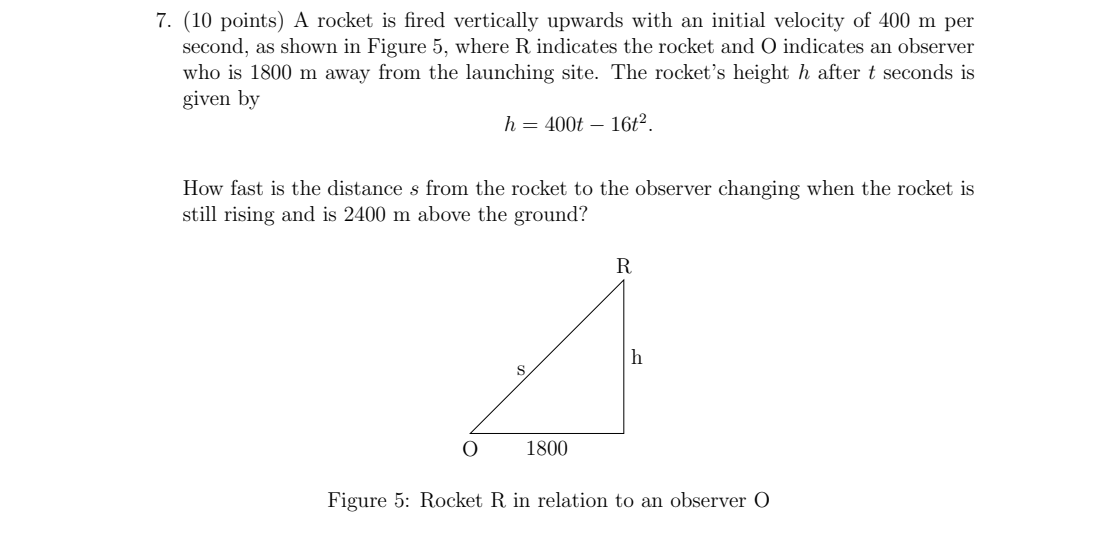 7. (10 points) A rocket is fired vertically upwards with an initial velocity of 400 m per
second, as shown in Figure 5, where R indicates the rocket and O indicates an observer
who is 1800 m away from the launching site. The rocket's height h after t seconds is
given by
h = 400t − 16t².
How fast is the distance s from the rocket to the observer changing when the rocket is
still rising and is 2400 m above the ground?
R
h
s
O
1800
Figure 5: Rocket R in relation to an observer O